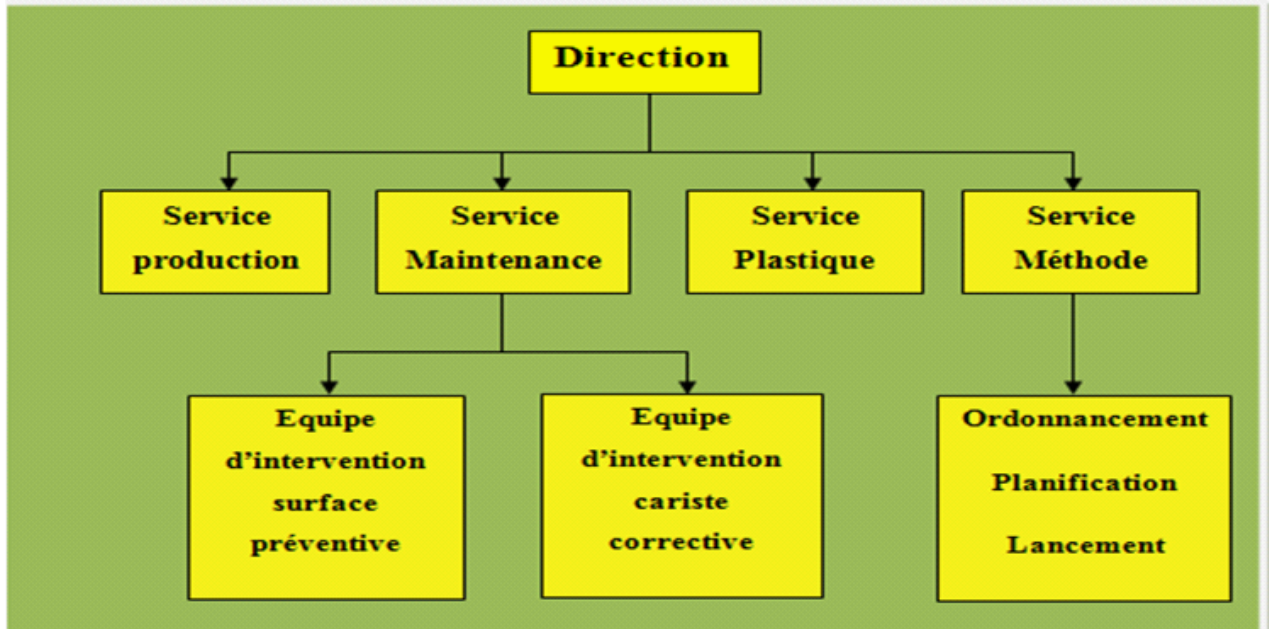 Direction
Service
production
Service
Maintenance
Service
Plastique
Service
Méthode
Equipe
d’intervention
surface
préventive
Equipe
d’intervention
cariste
corrective
Ordonnancement
Planification
Lancement